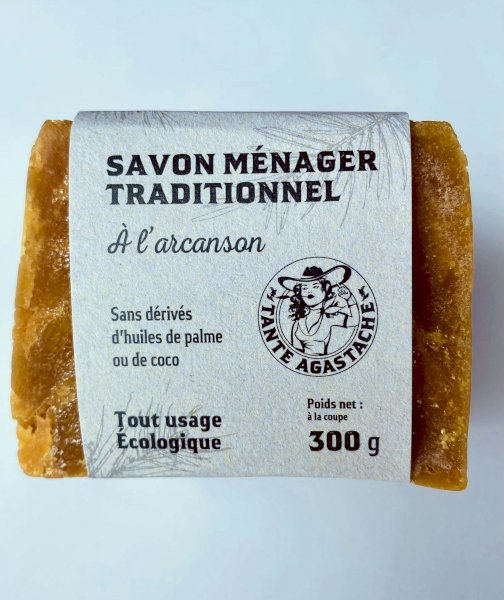 SAVON MÉNAGER
TRADITIONNEL
À l'arcanson
Sans dérivés
d'huiles de palme
ou de coco
TANTE AGASTACHE
Tout usage
Écologique
Poids net :
à la coupe
300 g